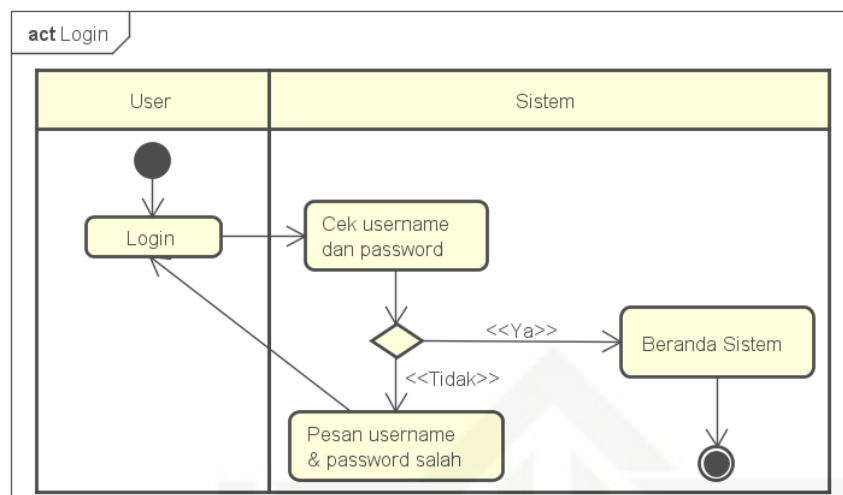 act Login
User
Sistem
Login
Cek username
dan password
<<Ya>>
Beranda Sistem
<<Tidak>>
Pesan username
& password salah